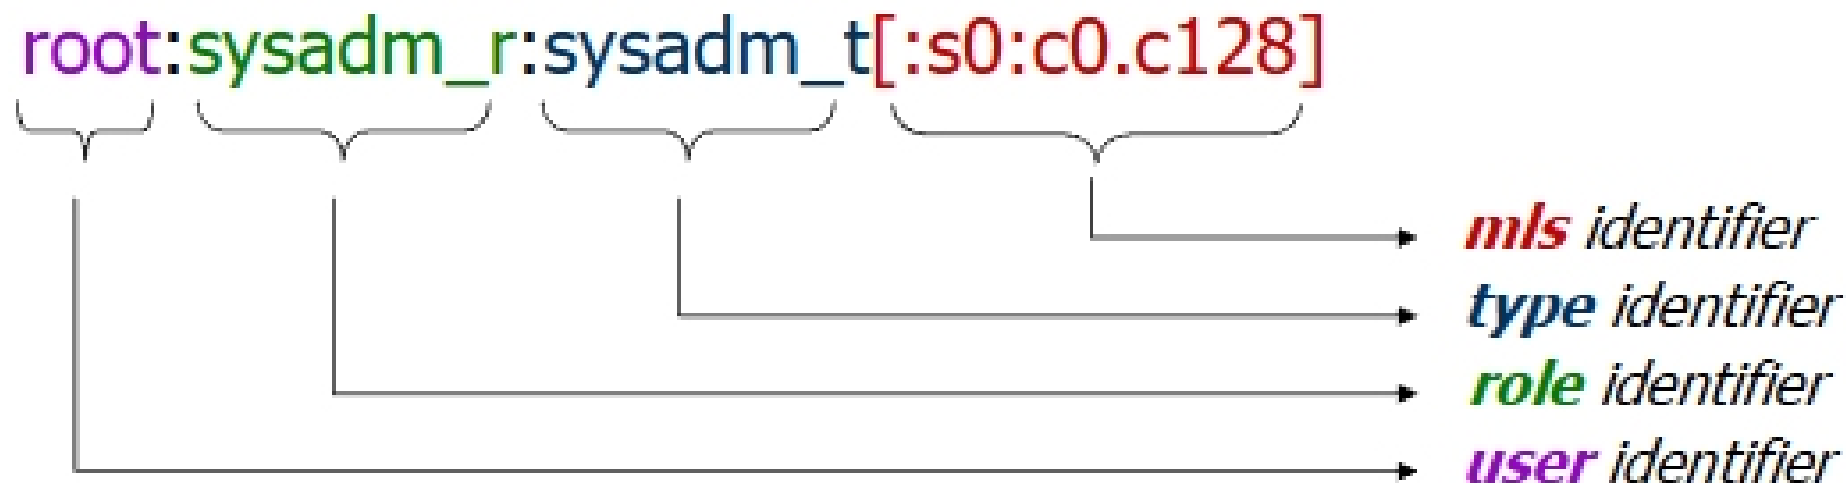 root:sysadm_r:sysadm_t[:s0:c0.c128]
mls identifier
type identifier
role identifier
user identifier